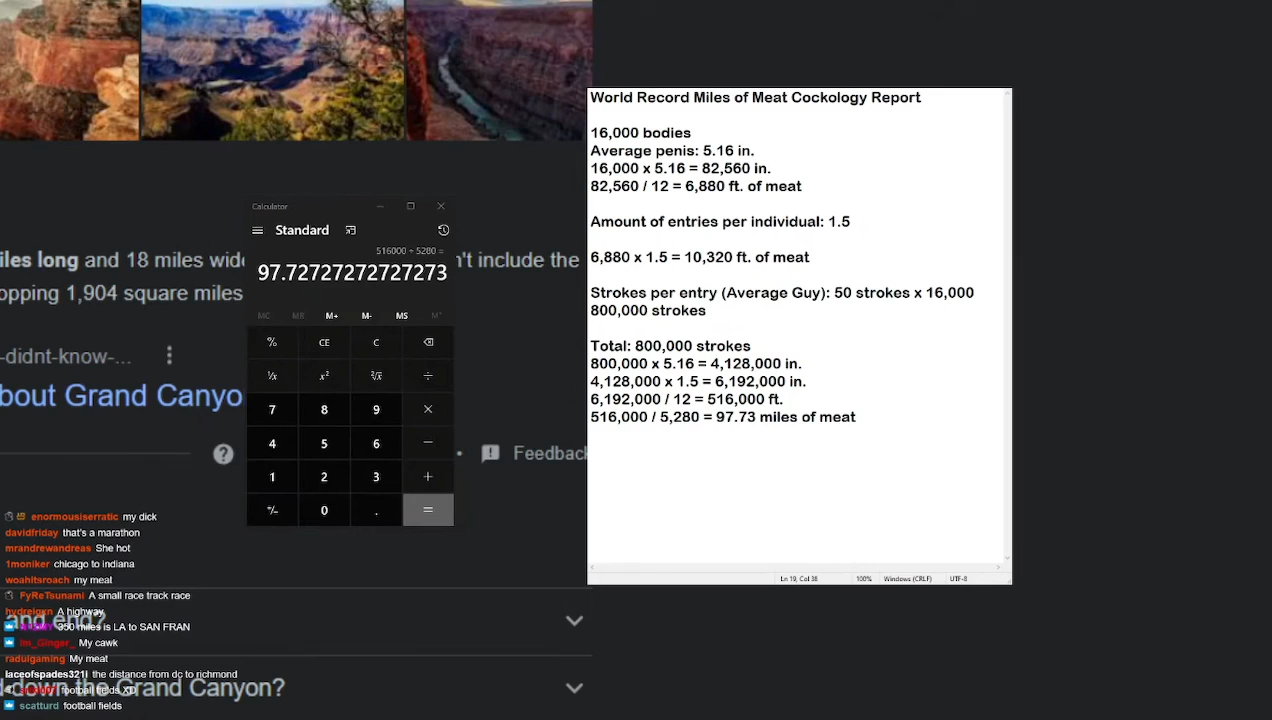 World Record Miles of Meat Cockology Report
16,000 bodies
Average penis: 5.16 in.
16,000 x 5.16 = 82,560 in.
82,560 / 12 = 6,880 ft. of meat
Amount of entries per individual: 1.5
6,880 x 1.5 = 10,320 ft. of meat
Strokes per entry (Average Guy): 50 strokes x 16,000
800,000 strokes
Total: 800,000 strokes
800,000 x 5.16 = 4,128,000 in.
4,128,000 x 1.5 = 6,192,000 in.
6,192,000 / 12 = 516,000 ft.
516,000 / 5,280 = 97.73 miles of meat
Ln 19, Col 38 100% Windows (CRLF) UTF-8
Calculator
Standard
516000 ÷ 5280 =
97.72727272727273
MC MR M+ M- MS M˅
% CE C
¹/x x² ²√x ÷
7 8 9 ×
4 5 6 −
1 2 3 +
+/- 0 . =
iles long and 18 miles wid n't include the
opping 1,904 square miles
-didnt-know-...
bout Grand Canyo
Feedback
and end?
down the Grand Canyon?
enormousiserratic my dick
davidfriday that's a marathon
mrandrewandreas She hot
1moniker chicago to indiana
woahitsroach my meat
FyReTsunami A small race track race
A highway
350 miles is LA to SAN FRAN
im_Ginger_ My cawk
radulgaming My meat
laceofspades321l the distance from dc to richmond
football fields XD
scatturd football fields